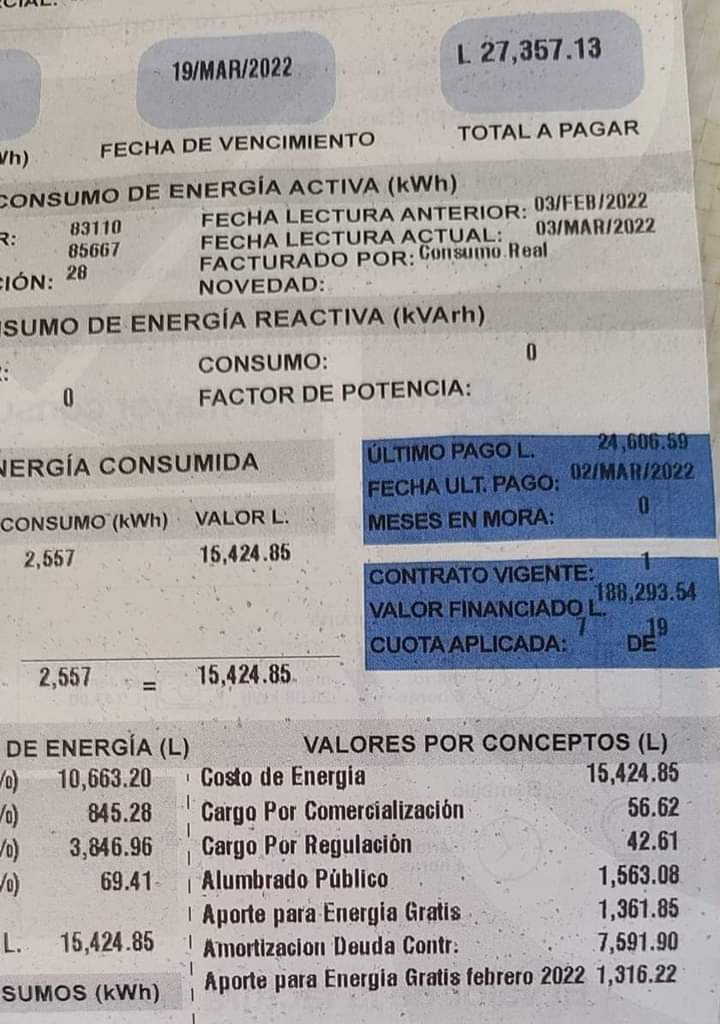 CIAL:
19/MAR/2022
L 27,357.13
Wh)
FECHA DE VENCIMIENTO
TOTAL A PAGAR
CONSUMO DE ENERGÍA ACTIVA (kWh)
R: 83110 FECHA LECTURA ANTERIOR: 03/FEB/2022
85667 FECHA LECTURA ACTUAL: 03/MAR/2022
FACTURADO POR: Consumo Real
IÓN: 28 NOVEDAD:
SUMO DE ENERGÍA REACTIVA (kVArh)
: CONSUMO: 0
0 FACTOR DE POTENCIA:
NERGÍA CONSUMIDA
CONSUMO (kWh) VALOR L.
2,557 15,424.85
2,557 = 15,424.85
ÚLTIMO PAGO L. 24,606.59
FECHA ULT. PAGO: 02/MAR/2022
MESES EN MORA: 0
CONTRATO VIGENTE: 1
VALOR FINANCIADO L. 188,293.54
CUOTA APLICADA: 7 DE 19
DE ENERGÍA (L)
%) 10,663.20
%) 845.28
%) 3,846.96
%) 69.41
L. 15,424.85
SUMOS (kWh)
VALORES POR CONCEPTOS (L)
Costo de Energia 15,424.85
Cargo Por Comercialización 56.62
Cargo Por Regulación 42.61
Alumbrado Público 1,563.08
Aporte para Energia Gratis 1,361.85
Amortizacion Deuda Contr: 7,591.90
Aporte para Energia Gratis febrero 2022 1,316.22